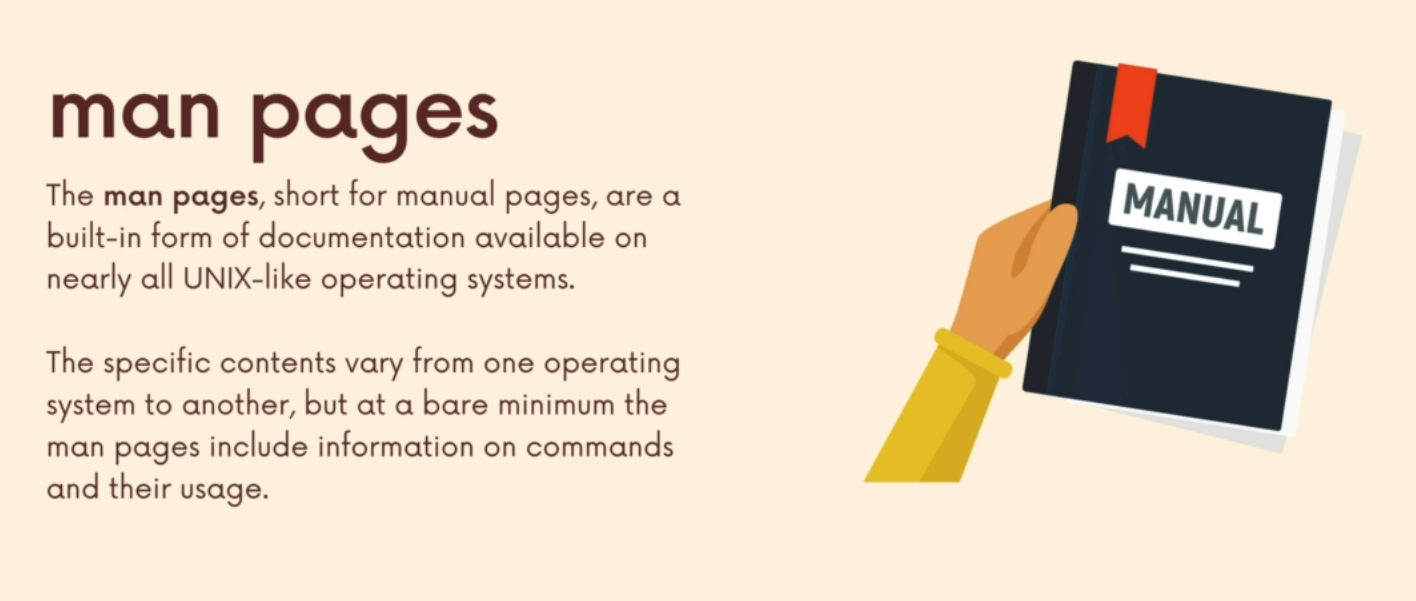 man pages
The man pages, short for manual pages, are a
built-in form of documentation available on
nearly all UNIX-like operating systems.
The specific contents vary from one operating
system to another, but at a bare minimum the
man pages include information on commands
and their usage.
MANUAL